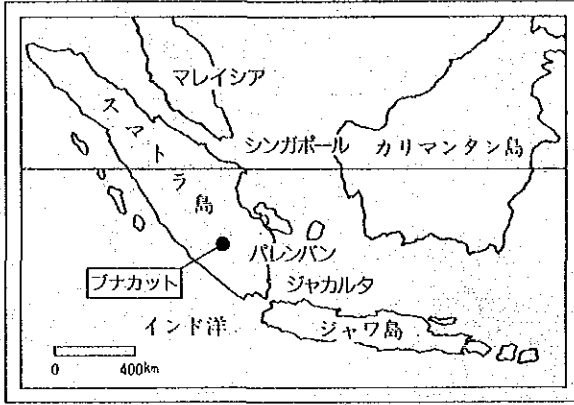 マレイシア
スマトラ島
シンガポール
カリマンタン島
パレンバン
ブナカット
ジャカルタ
インド洋
ジャワ島
0 400km